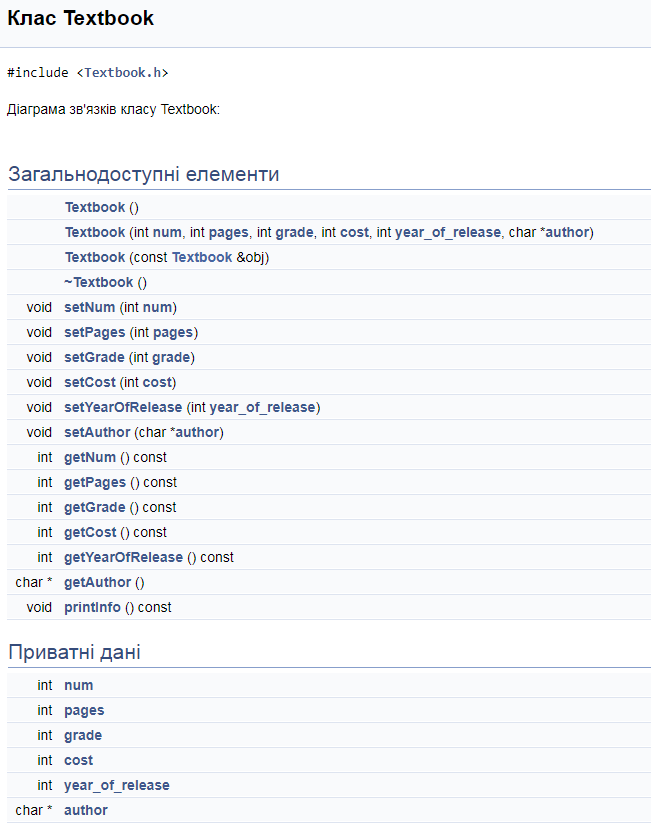 Клас Textbook
#include <Textbook.h>
Діаграма зв'язків класу Textbook:
Загальнодоступні елементи
Textbook ()
Textbook (int num, int pages, int grade, int cost, int year_of_release, char *author)
Textbook (const Textbook &obj)
~Textbook ()
void setNum (int num)
void setPages (int pages)
void setGrade (int grade)
void setCost (int cost)
void setYearOfRelease (int year_of_release)
void setAuthor (char *author)
int getNum () const
int getPages () const
int getGrade () const
int getCost () const
int getYearOfRelease () const
char * getAuthor ()
void printInfo () const
Приватні дані
int num
int pages
int grade
int cost
int year_of_release
char * author